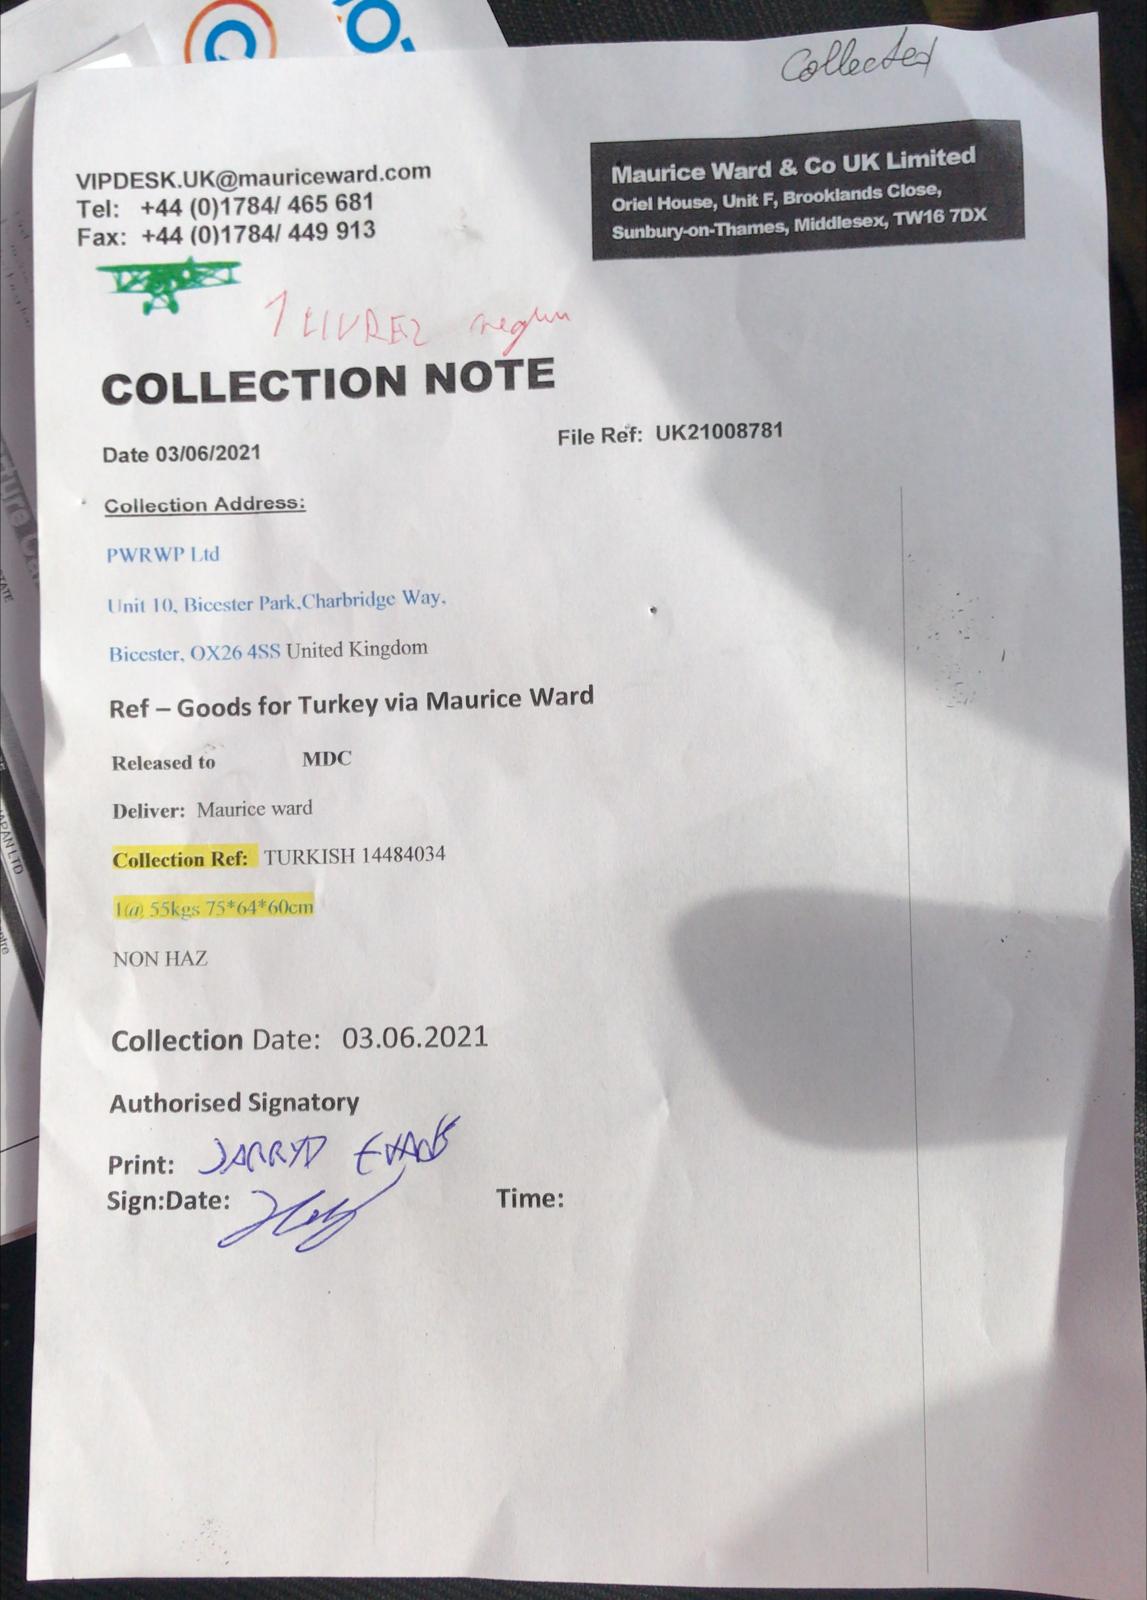 Collected
VIPDESK.UK@mauriceward.com
Tel: +44 (0)1784/ 465 681
Fax: +44 (0)1784/ 449 913
Maurice Ward & Co UK Limited
Oriel House, Unit F, Brooklands Close,
Sunbury-on-Thames, Middlesex, TW16 7DX
COLLECTION NOTE
Date 03/06/2021
File Ref: UK21008781
Collection Address:
PWRWP Ltd
Unit 10, Bicester Park,Charbridge Way,
Bicester, OX26 4SS United Kingdom
Ref – Goods for Turkey via Maurice Ward
Released to MDC
Deliver: Maurice ward
Collection Ref: TURKISH 14484034
1@ 55kgs 75*64*60cm
NON HAZ
Collection Date: 03.06.2021
Authorised Signatory
Print: JARRYD EVANS
Sign:Date:
Time: